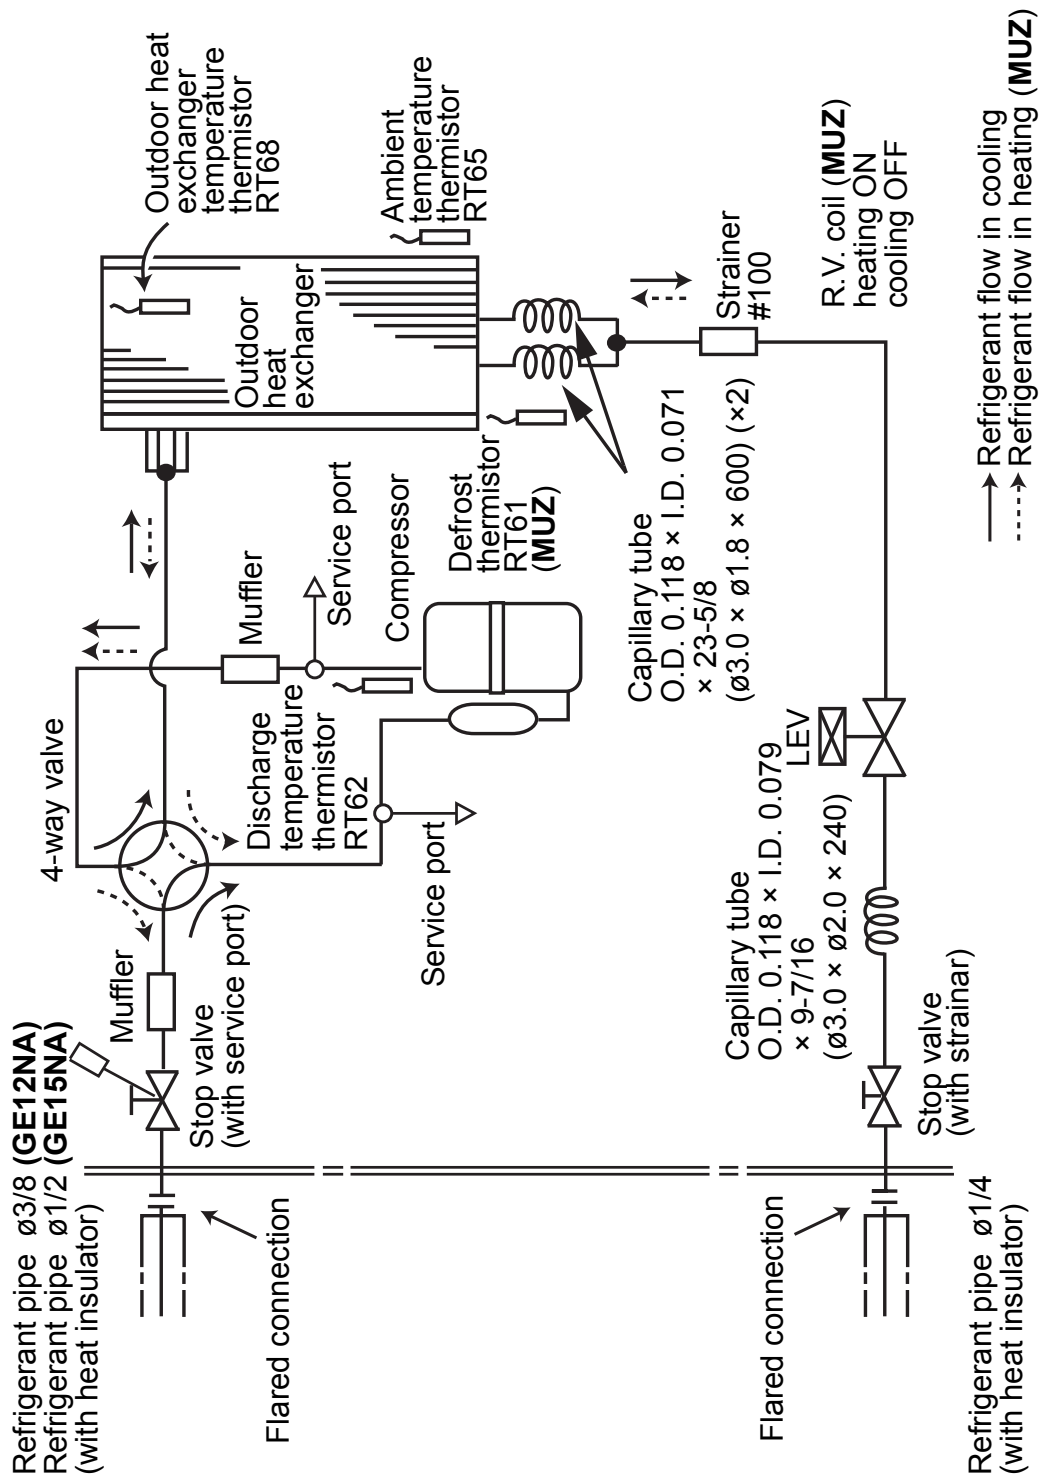 Refrigerant pipe ø3/8 (GE12NA)
Refrigerant pipe ø1/2 (GE15NA)
(with heat insulator)
4-way valve
Muffler
Stop valve
(with service port)
Flared connection
Outdoor heat
exchanger
temperature
thermistor
RT68
Outdoor
heat
exchanger
Ambient
temperature
thermistor
RT65
Muffler
Service port
Compressor
Discharge
temperature
thermistor
RT62
Service port
Defrost
thermistor
RT61
(MUZ)
Capillary tube
O.D. 0.118 × I.D. 0.071
× 23-5/8
(ø3.0 × ø1.8 × 600) (×2)
Strainer
#100
R.V. coil (MUZ)
heating ON
cooling OFF
LEV
Capillary tube
O.D. 0.118 × I.D. 0.079
× 9-7/16
(ø3.0 × ø2.0 × 240)
Stop valve
(with strainar)
Flared connection
Refrigerant pipe ø1/4
(with heat insulator)
Refrigerant flow in cooling
Refrigerant flow in heating (MUZ)